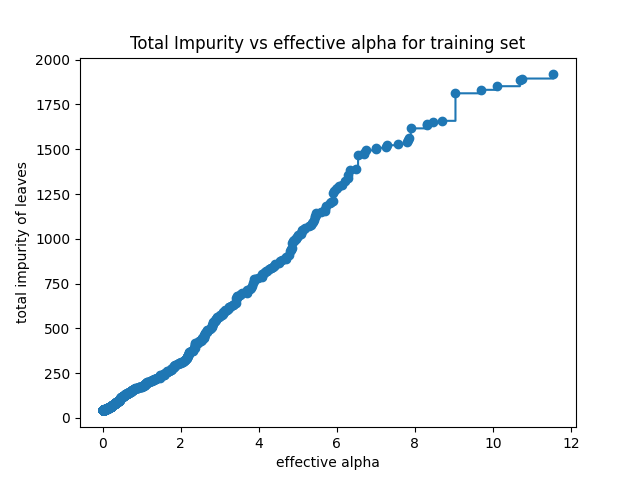 Total Impurity vs effective alpha for training set
2000
1750
1500
1250
1000
750
500
250
0
total impurity of leaves
0 2 4 6 8 10 12
effective alpha